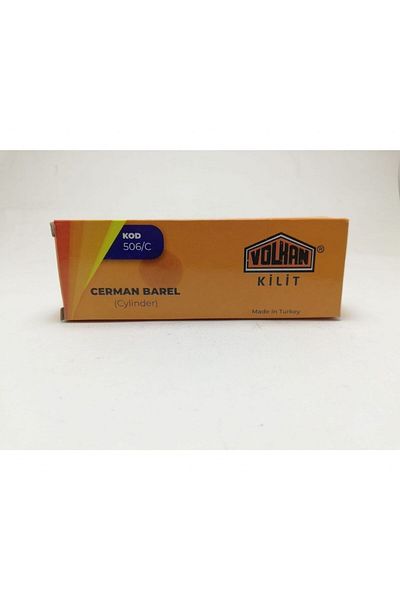 KOD
506/C
CERMAN BAREL
(Cylinder)
VOLKAN®
KİLİT
Made in Turkey